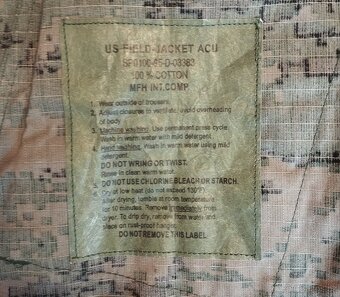 US FIELD-JACKET ACU
SP0100-95-D-03383
100 % COTTON
MFH INT.COMP.
1. Wear outside of trousers.
2. Adjust closures to ventilate, avoid overheating
of body.
3. Machine washing: Use permanent press cycle.
Wash in warm water with mild detergent.
4. Hand washing: Wash in warm water using mild
detergent.
DO NOT WRING OR TWIST.
Rinse in clean warm water.
5. DO NOT USE CHLORINE BLEACH OR STARCH.
Dry at low heat (do not exceed 130°F).
After drying, tumble at room temperature
for 10 minutes. Remove immediately from
dryer. To drip dry, remove from water and
place on rust-proof hanger.
DO NOT REMOVE THIS LABEL